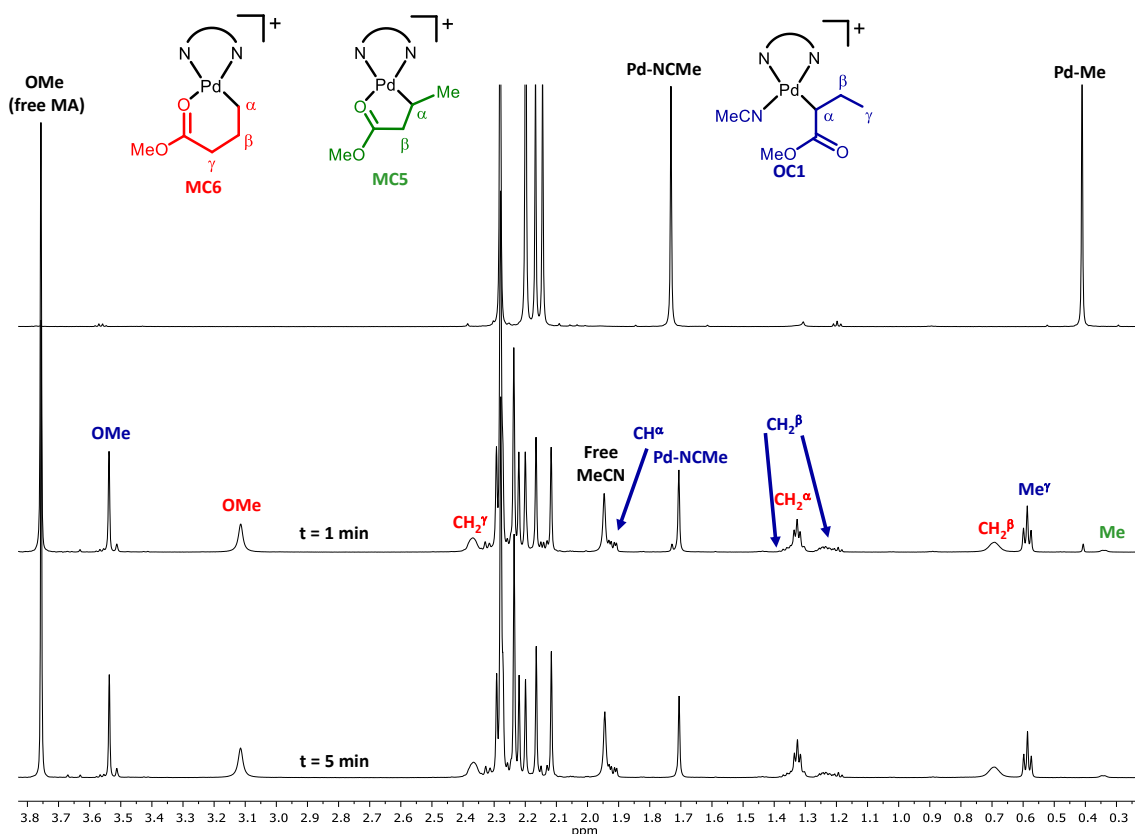 OMe
(free MA)
]+
N N
Pd
O
α
β
γ
MeO
MC6
]+
N N
Pd
Me
O
α
β
MeO
MC5
Pd-NCMe
]+
N N
Pd
β
MeCN
α
γ
MeO
O
OC1
Pd-Me
OMe
OMe
t = 1 min
CH2γ
Free
MeCN
CHα
Pd-NCMe
CH2β
CH2α
CH2β
Meγ
Me
t = 5 min
3.8 3.7 3.6 3.5 3.4 3.3 3.2 3.1 3.0 2.9 2.8 2.7 2.6 2.5 2.4 2.3 2.2 2.1 2.0 1.9 1.8 1.7 1.6 1.5 1.4 1.3 1.2 1.1 1.0 0.9 0.8 0.7 0.6 0.5 0.4 0.3
ppm